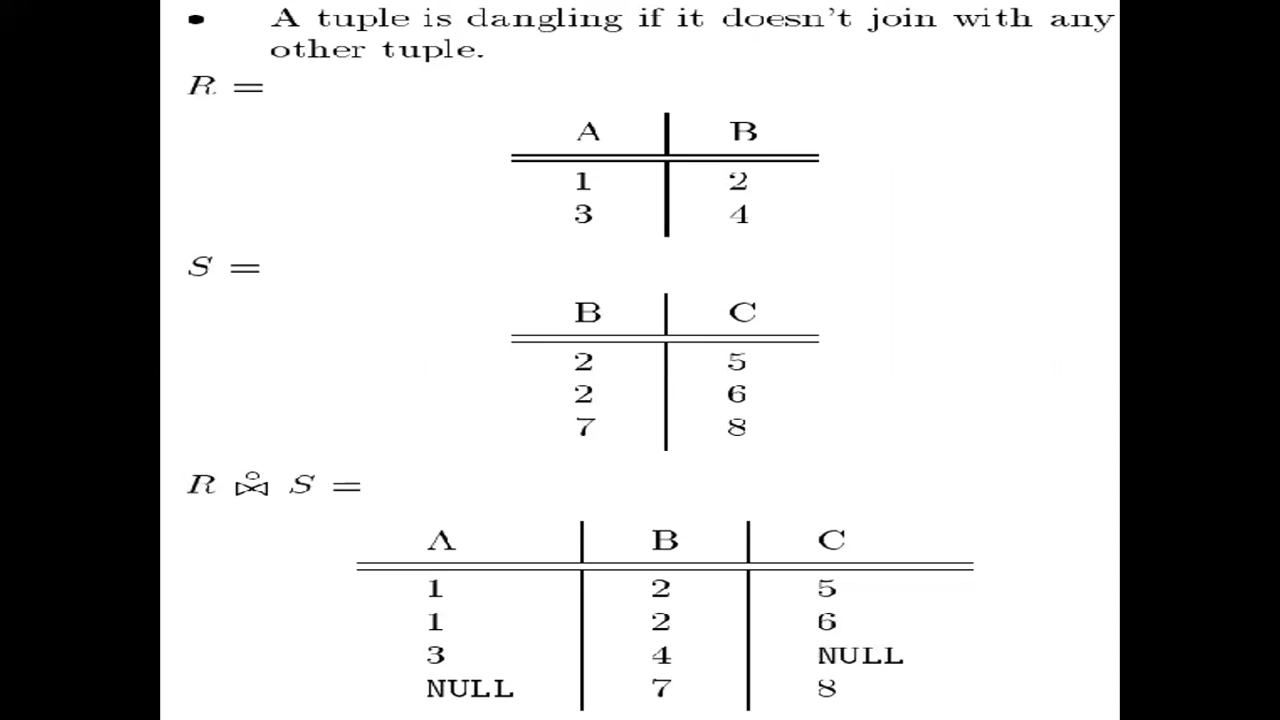 • A tuple is dangling if it doesn't join with any
other tuple.
R =
A B
1 2
3 4
S =
B C
2 5
2 6
7 8
R ⋈° S =
A B C
1 2 5
1 2 6
3 4 NULL
NULL 7 8